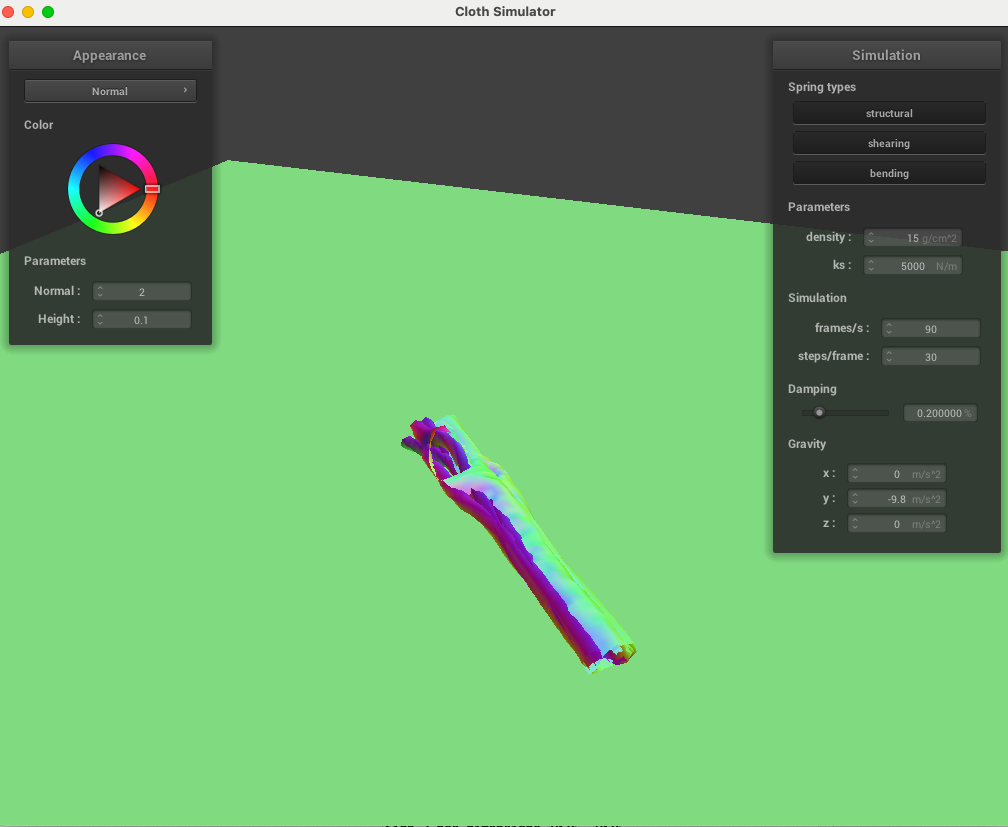 Cloth Simulator
Appearance
Normal
Color
Parameters
Normal : 2
Height : 0.1
Simulation
Spring types
structural
shearing
bending
Parameters
density : 15 g/cm^2
ks : 5000 N/m
Simulation
frames/s : 90
steps/frame : 30
Damping
0.200000 %
Gravity
x : 0 m/s^2
y : -9.8 m/s^2
z : 0 m/s^2